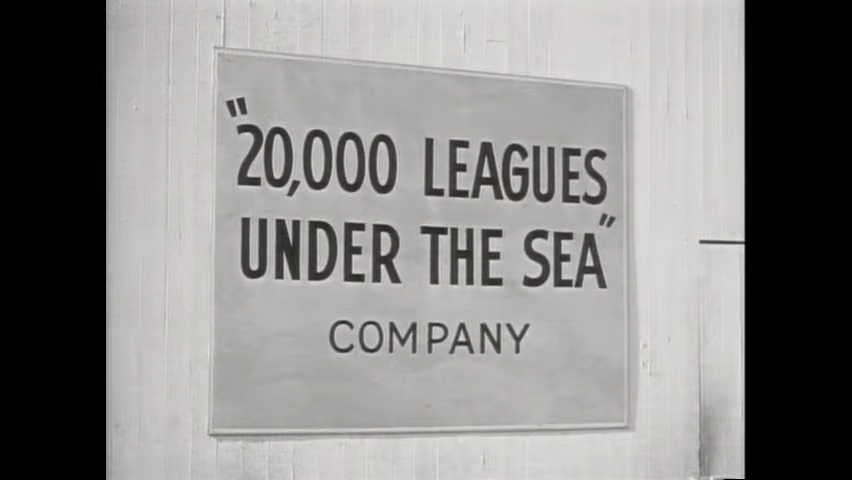 "20,000 LEAGUES
UNDER THE SEA"
COMPANY